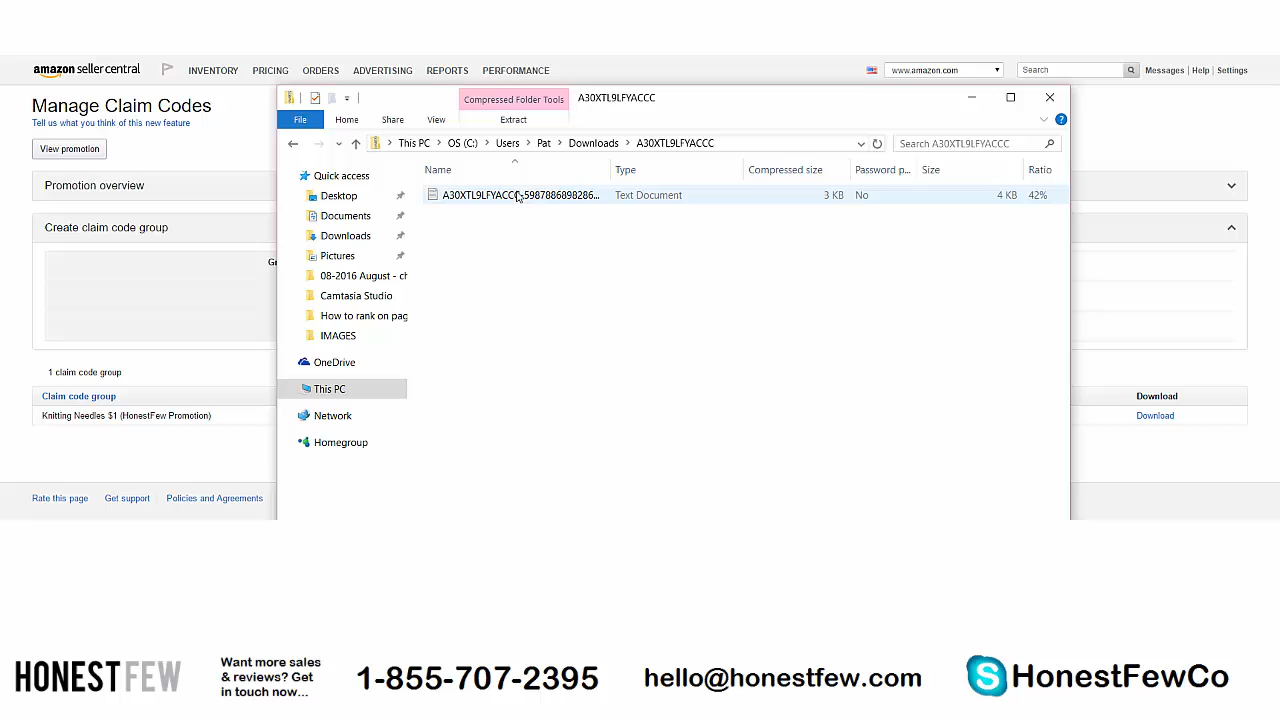 amazon seller central INVENTORY PRICING ORDERS ADVERTISING REPORTS PERFORMANCE www.amazon.com Search Messages | Help | Settings
Manage Claim Codes
Tell us what you think of this new feature
View promotion
Promotion overview
Create claim code group
Gr
1 claim code group
Claim code group Download
Knitting Needles $1 (HonestFew Promotion) Download
Rate this page Get support Policies and Agreements
Compressed Folder Tools A30XTL9LFYACCC
File Home Share View Extract
This PC > OS (C:) > Users > Pat > Downloads > A30XTL9LFYACCC Search A30XTL9LFYACCC
Name Type Compressed size Password p... Size Ratio
A30XTL9LFYACCC 5987886898286... Text Document 3 KB No 4 KB 42%
Quick access
Desktop
Documents
Downloads
Pictures
08-2016 August - ch
Camtasia Studio
How to rank on pag
IMAGES
OneDrive
This PC
Network
Homegroup
HONESTFEW
Want more sales
& reviews? Get
in touch now...
1-855-707-2395
hello@honestfew.com
HonestFewCo